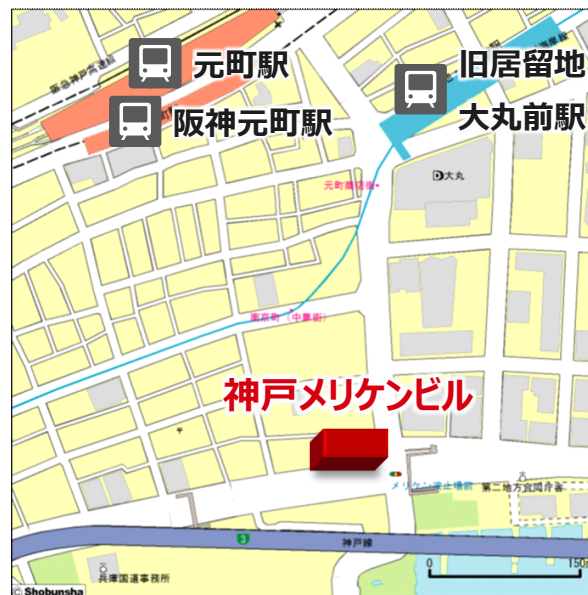 元町駅
阪神元町駅
旧居留地
大丸前駅
大丸
元町商店街
南京町(中華街)
神戸メリケンビル
メリケン波止場前
第二地方合同庁舎
3
神戸線
兵庫国道事務所
0
150m
© Shobunsha